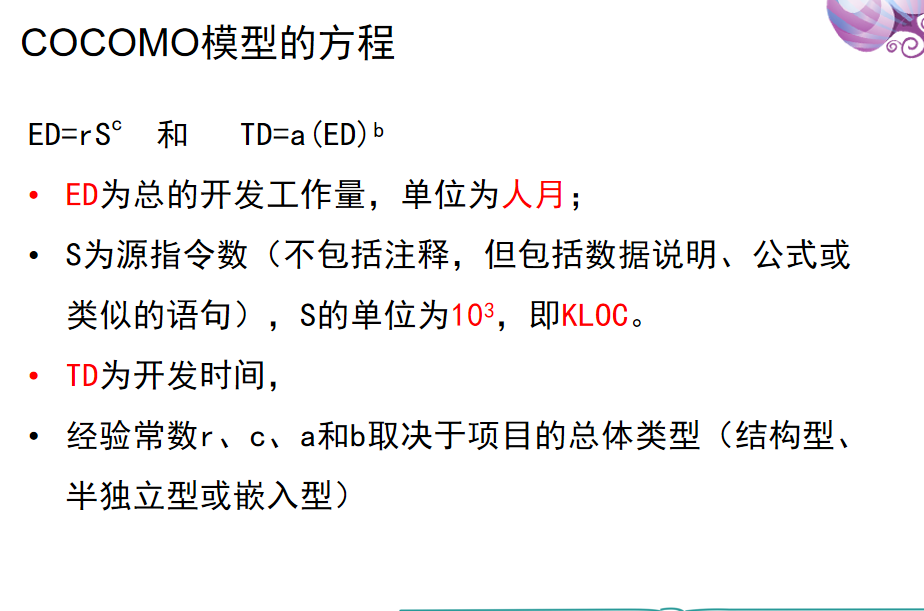 COCOMO模型的方程
ED=rSᶜ 和 TD=a(ED)ᵇ
• ED为总的开发工作量，单位为人月；
• S为源指令数（不包括注释，但包括数据说明、公式或
类似的语句），S的单位为10³，即KLOC。
• TD为开发时间，
• 经验常数r、c、a和b取决于项目的总体类型（结构型、
半独立型或嵌入型）